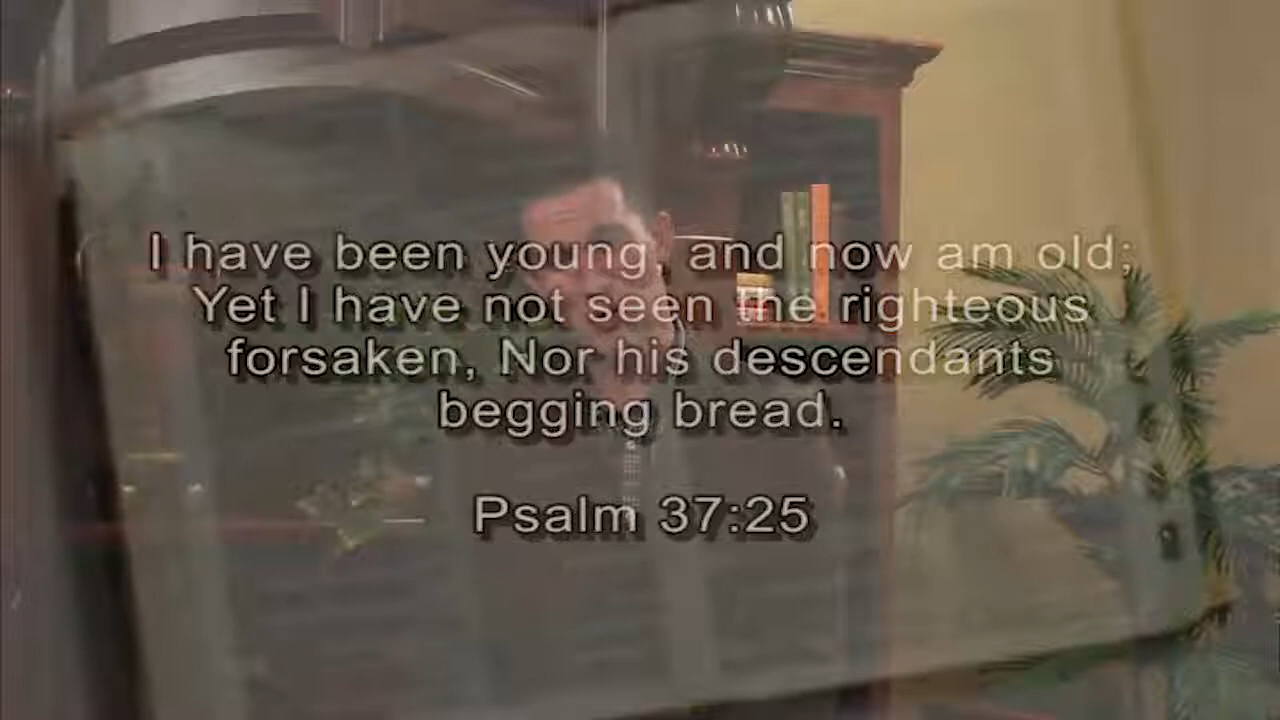 I have been young, and now am old;
Yet I have not seen the righteous
forsaken, Nor his descendants
begging bread.
Psalm 37:25